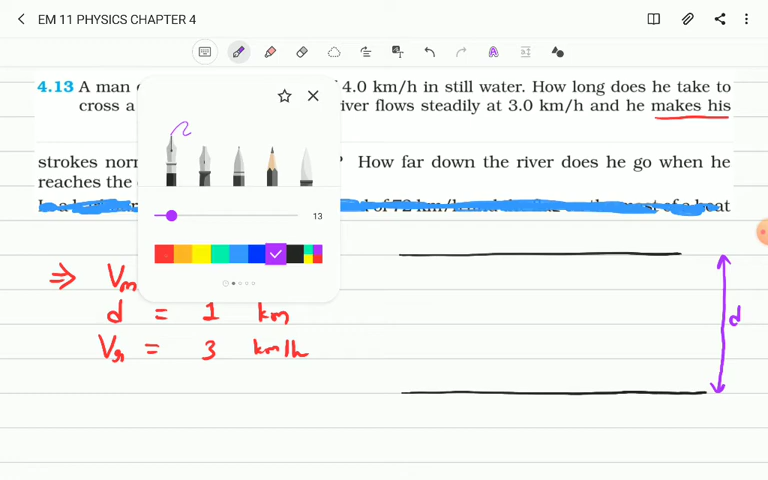 EM 11 PHYSICS CHAPTER 4
4.13 A man 4.0 km/h in still water. How long does he take to
cross a river flows steadily at 3.0 km/h and he makes his
strokes ? How far down the river does he go when he
reaches the
13
⇒ Vm
d = 1 km
d
Vr = 3 km/h